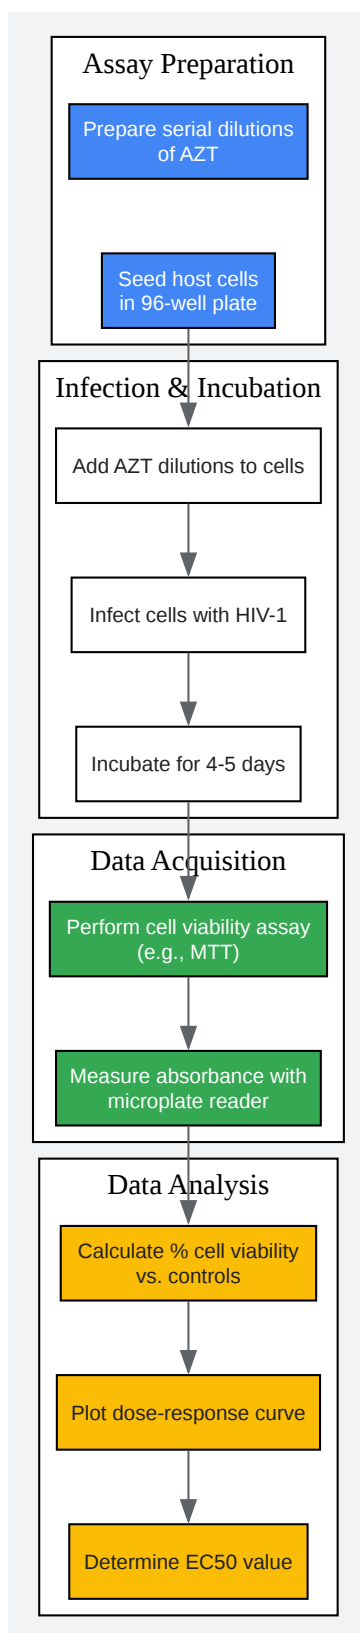 Assay Preparation
Prepare serial dilutions
of AZT
Seed host cells
in 96-well plate
Infection & Incubation
Add AZT dilutions to cells
Infect cells with HIV-1
Incubate for 4-5 days
Data Acquisition
Perform cell viability assay
(e.g., MTT)
Measure absorbance with
microplate reader
Data Analysis
Calculate % cell viability
vs. controls
Plot dose-response curve
Determine EC50 value